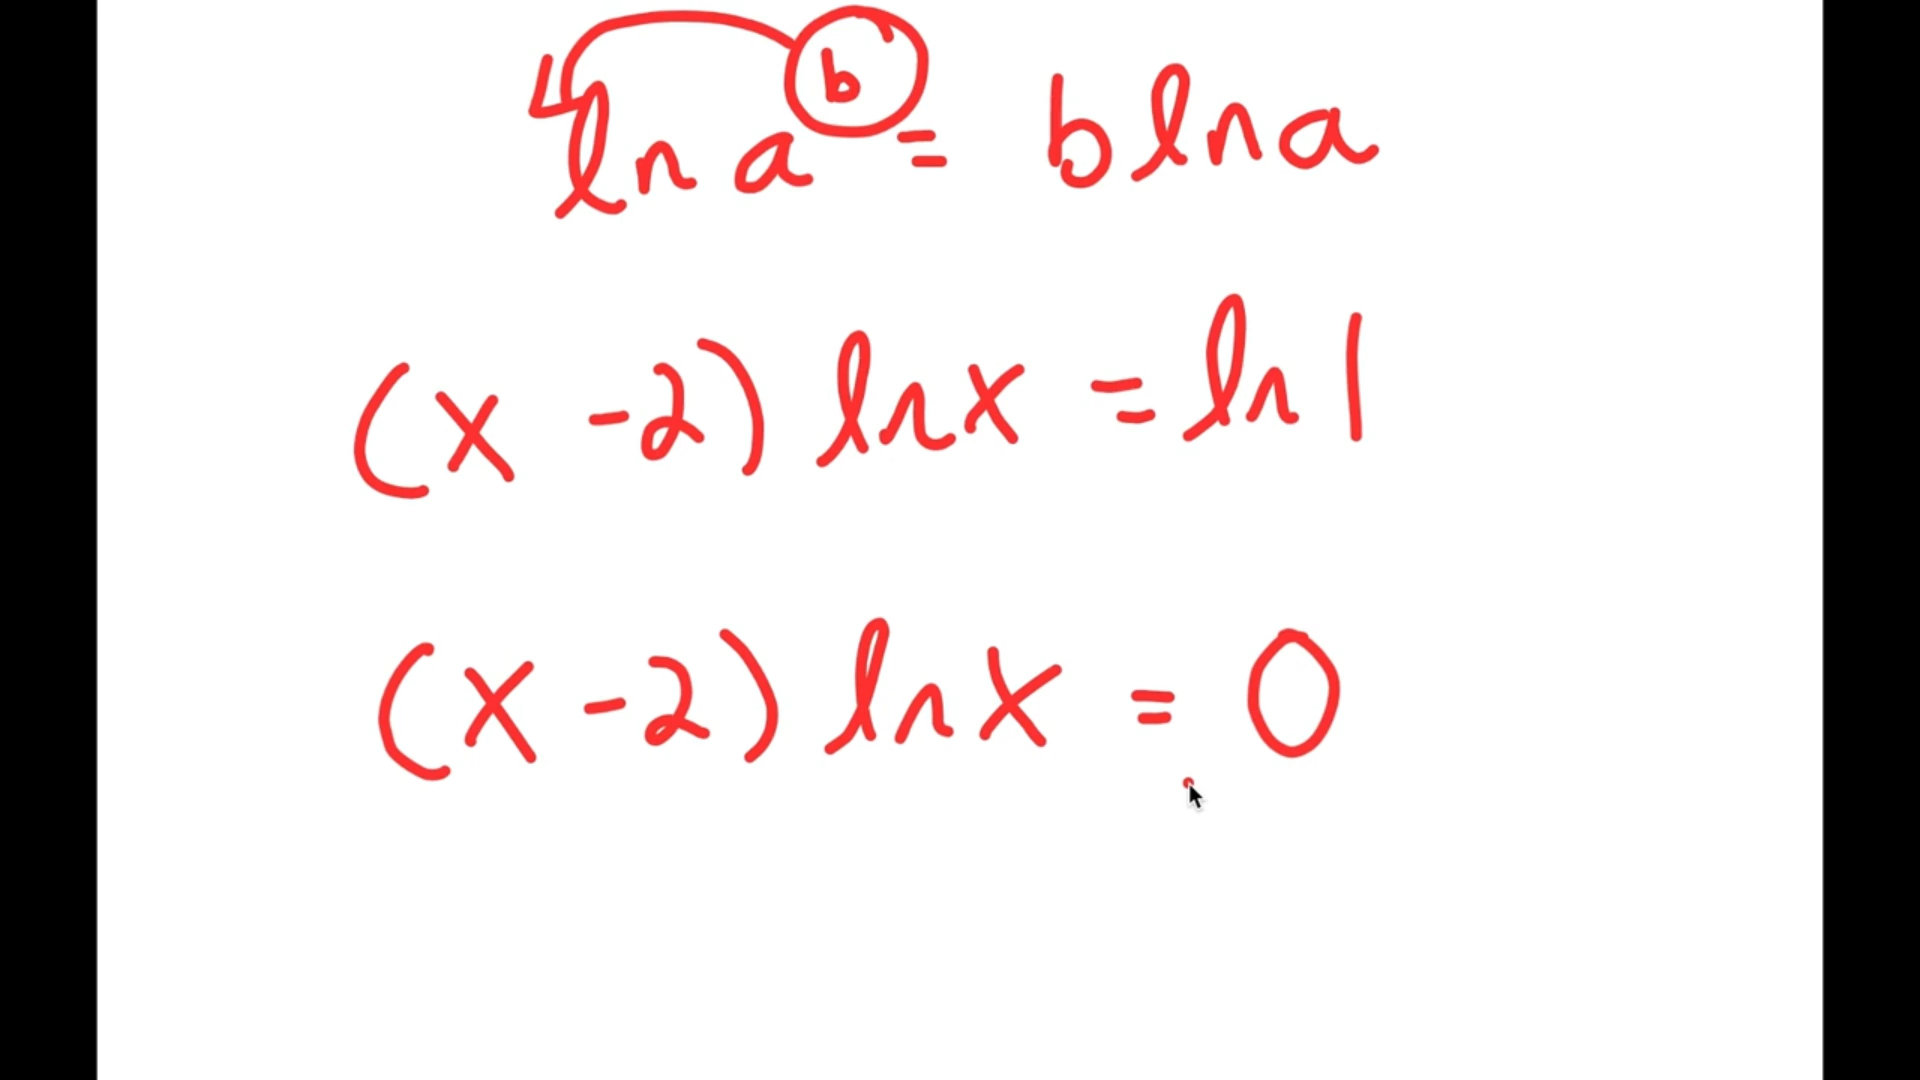 ln a^b = b ln a
(x - 2) ln x = ln 1
(x - 2) ln x = 0